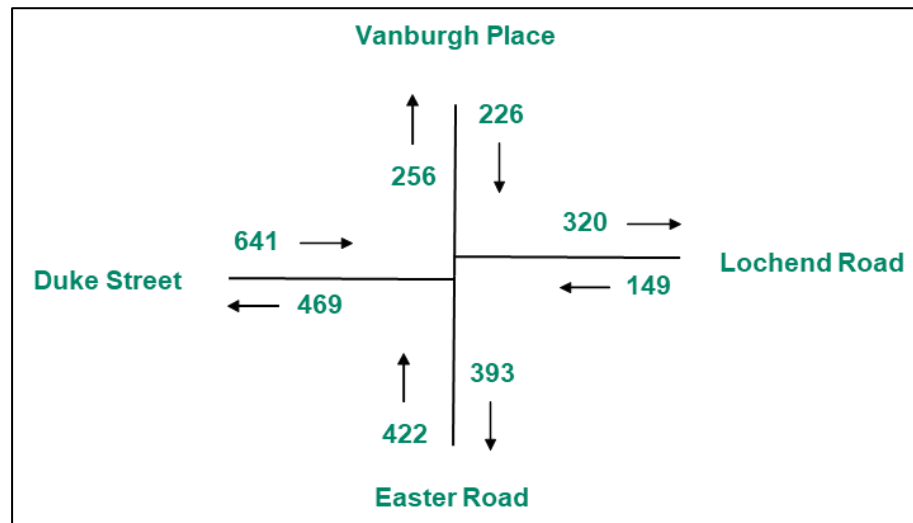 Vanburgh Place
226
256
320
641
Lochend Road
Duke Street
149
469
393
422
Easter Road